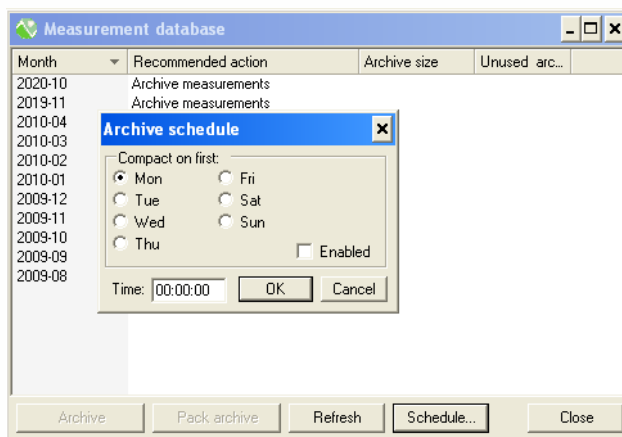 Measurement database
Month Recommended action Archive size Unused arc...
2020-10 Archive measurements
2019-11 Archive measurements
2010-04
2010-03
2010-02
2010-01
2009-12
2009-11
2009-10
2009-09
2009-08
Archive schedule
Compact on first:
Mon Fri
Tue Sat
Wed Sun
Thu
Enabled
Time: 00:00:00 OK Cancel
Archive Pack archive Refresh Schedule... Close